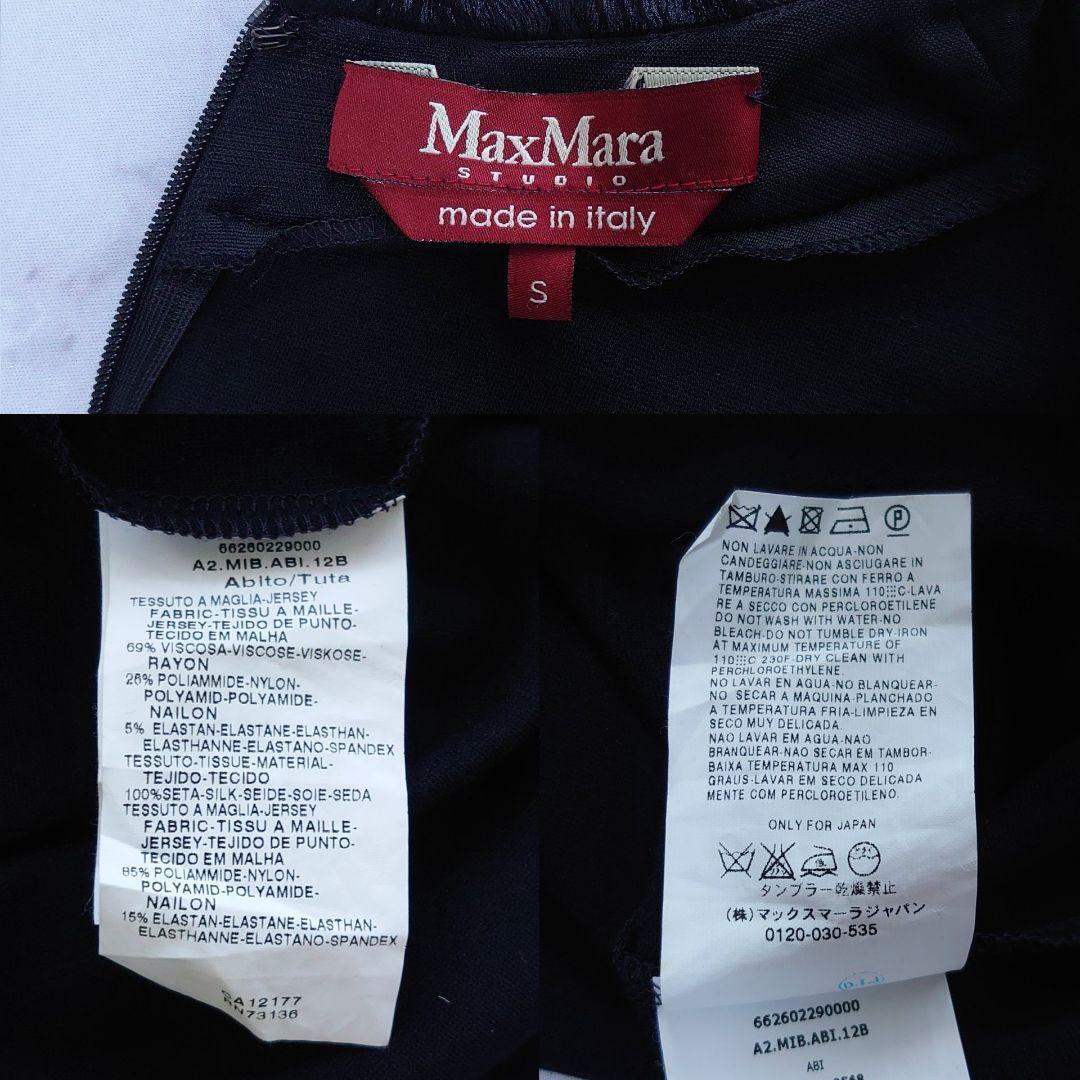 MaxMara
STUDIO
made in italy
S
66260229000
A2.MIB.ABI.12B
Abito/Tuta
TESSUTO A MAGLIA-JERSEY
FABRIC-TISSU A MAILLE-
JERSEY-TEJIDO DE PUNTO-
TECIDO EM MALHA
69% VISCOSA-VISCOSE-VISKOSE-
RAYON
26% POLIAMMIDE-NYLON-
POLYAMID-POLYAMIDE-
NAILON
5% ELASTAN-ELASTANE-ELASTHAN-
ELASTHANNE-ELASTANO-SPANDEX
TESSUTO-TISSUE-MATERIAL-
TEJIDO-TECIDO
100%SETA-SILK-SEIDE-SOIE-SEDA
TESSUTO A MAGLIA-JERSEY
FABRIC-TISSU A MAILLE-
JERSEY-TEJIDO DE PUNTO-
TECIDO EM MALHA
85% POLIAMMIDE-NYLON-
POLYAMID-POLYAMIDE-
NAILON
15% ELASTAN-ELASTANE-ELASTHAN-
ELASTHANNE-ELASTANO-SPANDEX
CA 12177
RN73136
P
NON LAVARE IN ACQUA-NON
CANDEGGIARE-NON ASCIUGARE IN
TAMBURO-STIRARE CON FERRO A
TEMPERATURA MASSIMA 110°C-LAVA
RE A SECCO CON PERCLOROETILENE
DO NOT WASH WITH WATER-NO
BLEACH-DO NOT TUMBLE DRY-IRON
AT MAXIMUM TEMPERATURE OF
110°C 230F-DRY CLEAN WITH
PERCHLOROETHYLENE.
NO LAVAR EN AGUA-NO BLANQUEAR-
NO SECAR A MAQUINA-PLANCHADO
A TEMPERATURA FRIA-LIMPIEZA EN
SECO MUY DELICADA.
NAO LAVAR EM AGUA-NAO
BRANQUEAR-NAO SECAR EM TAMBOR-
BAIXA TEMPERATURA MAX 110
GRAUS-LAVAR EM SECO DELICADA
MENTE COM PERCLOROETILENO.
ONLY FOR JAPAN
タンブラー乾燥禁止
(株)マックスマーラジャパン
0120-030-535
662602290000
A2.MIB.ABI.12B
ABI